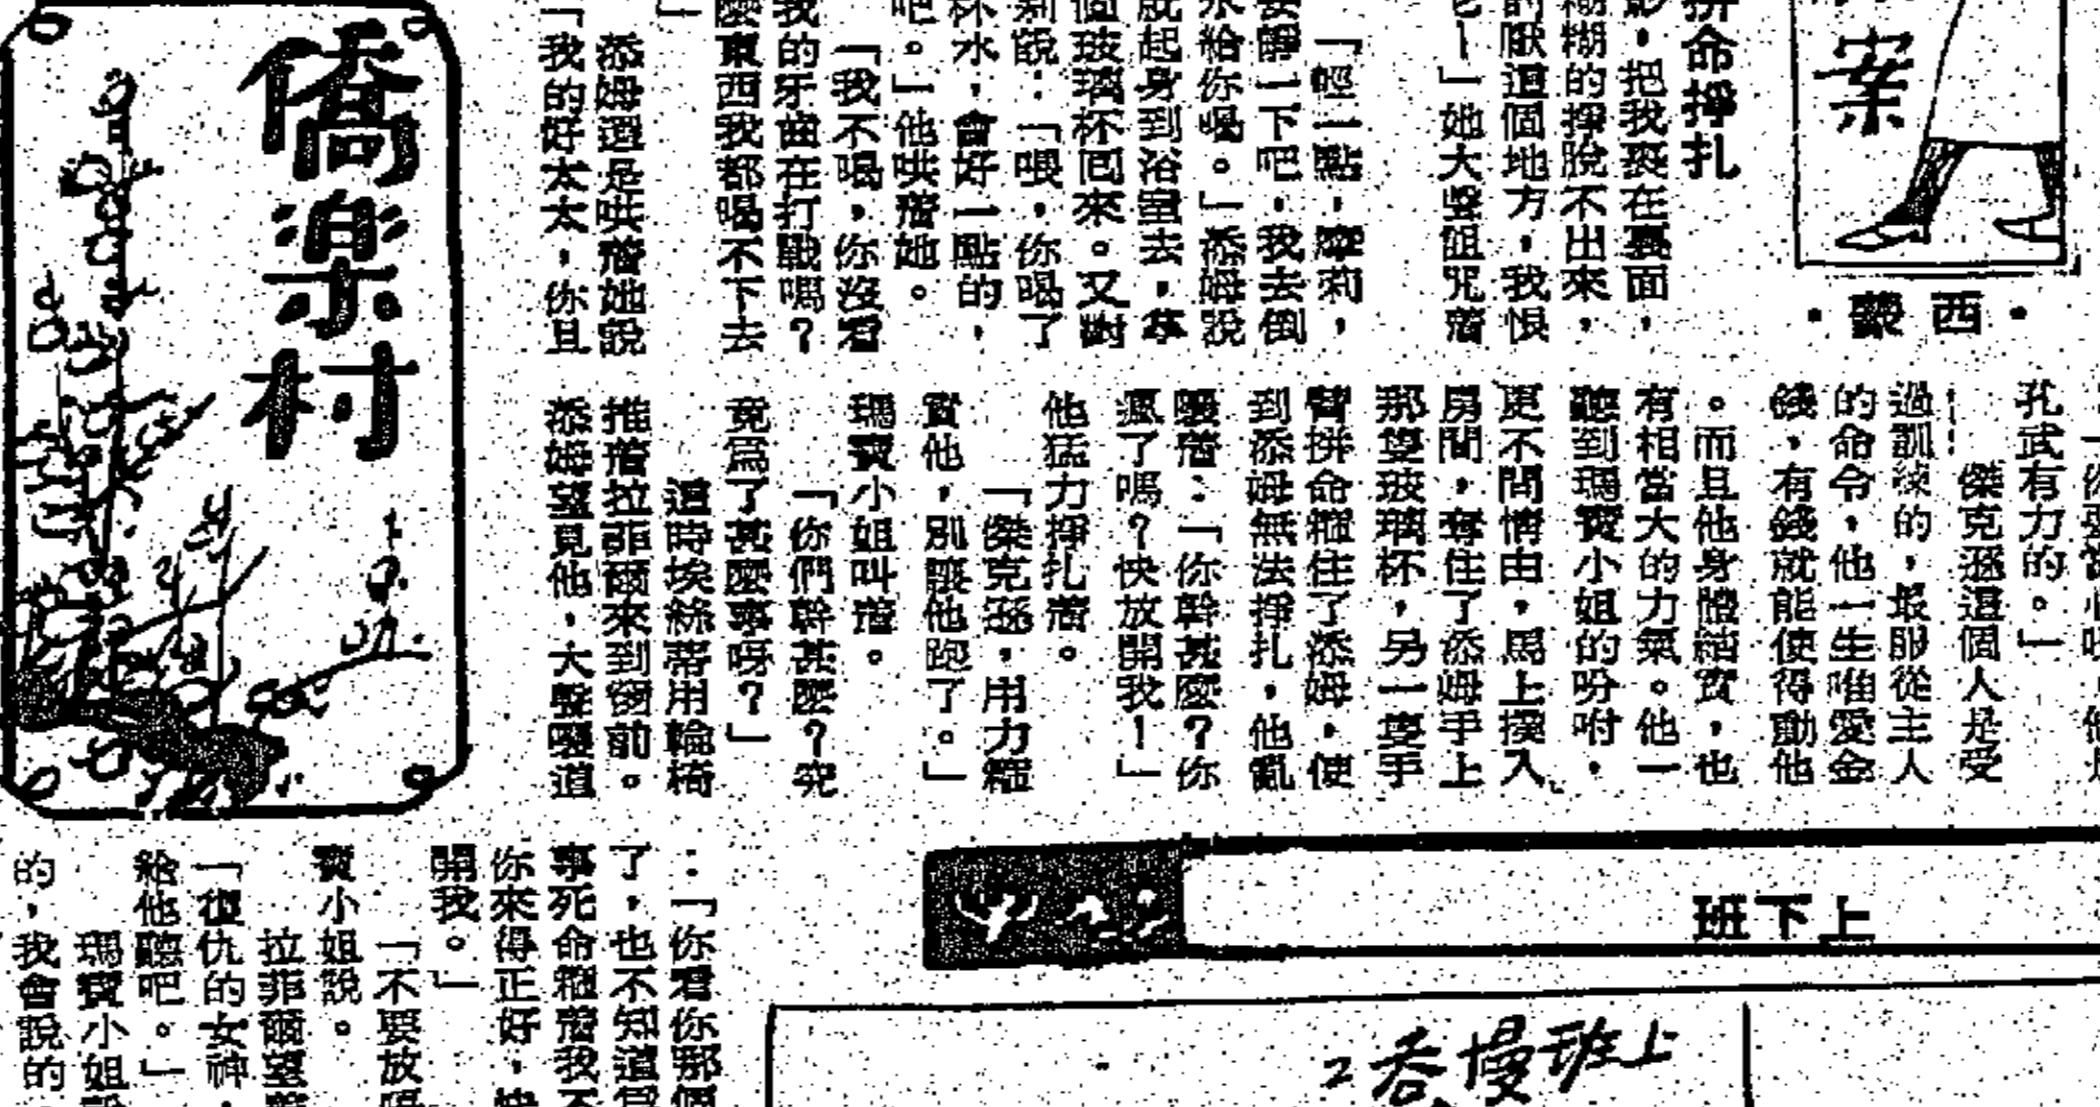 案
•西蒙•
拼命掙扎
影，把我裹在裏面，
糊糊的掙脫不出來，
的厭這個地方，我恨
她大聲詛咒着
「輕一點，摩莉，
安靜一下吧，我去倒
水給你喝。」添姆說
就起身到浴室去，拿
個玻璃杯回來。又對
莉說：「喂，你喝了
杯水，會好一點的，
吧。」他哄着她。
「我不喝，你沒看
我的牙齒在打戰嗎？
麼東西我都喝不下去
」
添姆還是哄着她說
「我的好太太，你且
孔武有力的。」
傑克遜這個人是受
過訓練的，最服從主人
的命令，他一生唯愛金
錢，有錢就能使得動他
。而且他身體結實，也
有相當大的力氣。他一
聽到瑪寶小姐的吩咐，
更不問情由，馬上撲入
房間，奪住了添姆手上
那隻玻璃杯，另一隻手
臂拼命箍住了添姆，使
到添姆無法掙扎，他亂
嚷着：「你幹甚麼？你
瘋了嗎？快放開我！」
他猛力掙扎着。
「傑克遜，用力箍
實他，別讓他跑了。」
瑪寶小姐叫着。
「你們幹甚麼？究
竟爲了甚麼事呀？」
這時埃絲蒂用輪椅
推着拉菲爾來到窗前。
添姆望見他，大聲嚷道
：「你看你那個
了，也不知道爲
事死命箍着我不
你來得正好，快
開我。」
「不要放
寶小姐說。
拉菲爾望着
「復仇的女神，
給他聽吧。」
瑪寶小姐說
的，我會說的
僑樂村
上下班
上班慢吞